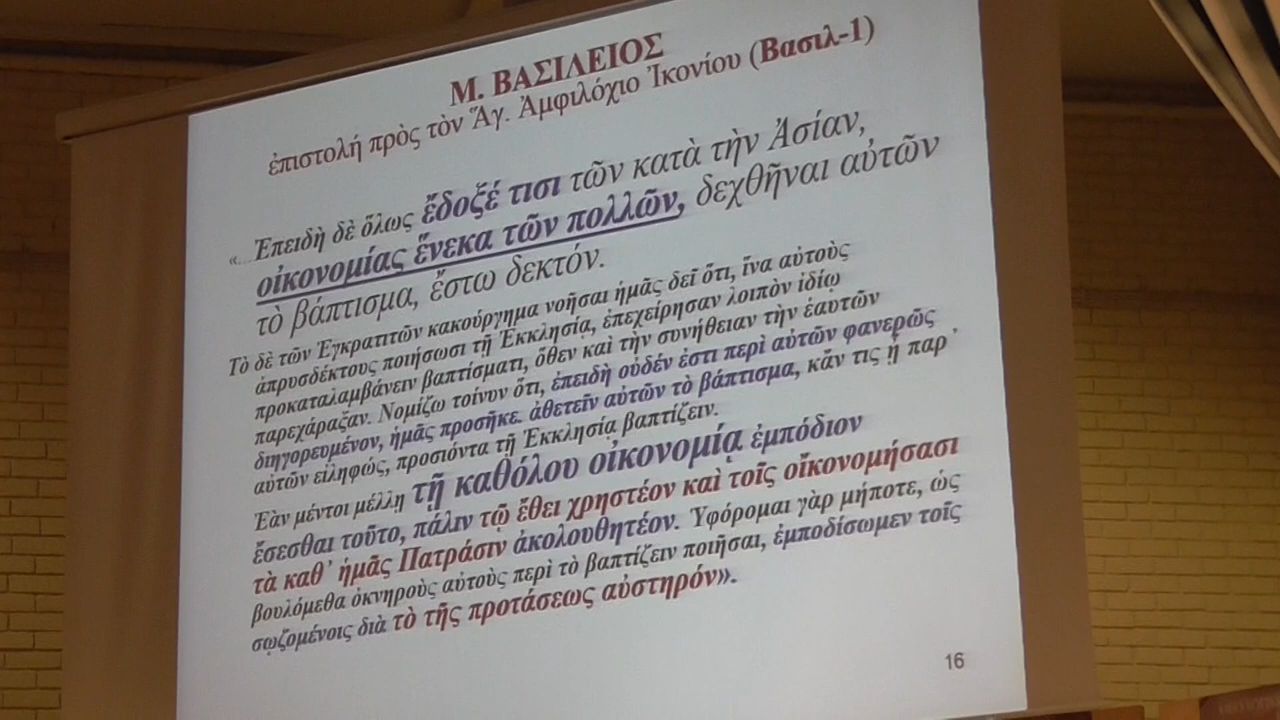 Μ. ΒΑΣΙΛΕΙΟΣ
ἐπιστολή πρὸς τὸν Ἅγ. Ἀμφιλόχιο Ἰκονίου (Βασιλ-1)
«...Ἐπειδὴ δὲ ὅλως ἔδοξέ τισι τῶν κατὰ τὴν Ἀσίαν,
οἰκονομίας ἕνεκα τῶν πολλῶν, δεχθῆναι αὐτῶν
τὸ βάπτισμα, ἔστω δεκτόν.
Τὸ δὲ τῶν Ἐγκρατιτῶν κακούργημα νοῆσαι ἡμᾶς δεῖ ὅτι, ἵνα αὐτοὺς
ἀπρυσδέκτους ποιήσωσι τῇ Ἐκκλησίᾳ, ἐπεχείρησαν λοιπὸν ἰδίῳ
προκαταλαμβάνειν βαπτίσματι, ὅθεν καὶ τὴν συνήθειαν τὴν ἑαυτῶν
παρεχάραξαν. Νομίζω τοίνυν ὅτι, ἐπειδὴ οὐδέν ἐστι περὶ αὐτῶν φανερῶς
διηγορευμένον, ἡμᾶς προσῆκε. ἀθετεῖν αὐτῶν τὸ βάπτισμα, κἄν τις ᾖ παρ᾿
αὐτῶν εἰληφώς, προσιόντα τῇ Ἐκκλησίᾳ βαπτίζειν.
Ἐὰν μέντοι μέλλῃ τῇ καθόλου οἰκονομίᾳ ἐμπόδιον
ἔσεσθαι τοῦτο, πάλιν τῷ ἔθει χρηστέον καὶ τοῖς οἴκονομήσασι
τὰ καθ᾿ ἡμᾶς Πατράσιν ἀκολουθητέον. Ὑφόρομαι γὰρ μήποτε, ὡς
βουλόμεθα ὀκνηροὺς αὐτοὺς περὶ τὸ βαπτίζειν ποιῆσαι, ἐμποδίσωμεν τοῖς
σῳζομένοις διὰ τὸ τῆς προτάσεως αὐστηρόν».
16